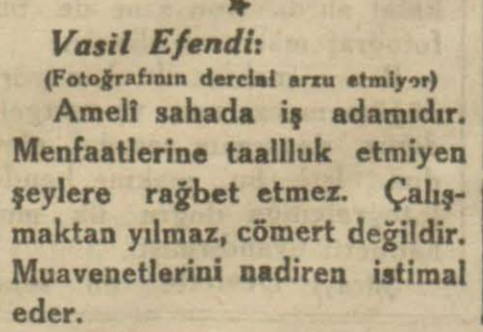 Vasil Efendi:
(Fotoğrafının dercini arzu etmiyor)
Amelî sahada iş adamıdır.
Menfaatlerine taallluk etmiyen
şeylere rağbet etmez. Çalış-
maktan yılmaz, cömert değildir.
Muavenetlerini nadiren istimal
eder.